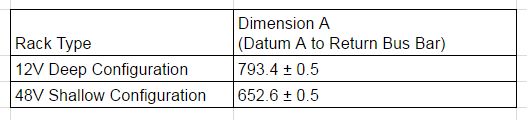 Rack Type
Dimension A
(Datum A to Return Bus Bar)
12V Deep Configuration 793.4 ± 0.5
48V Shallow Configuration 652.6 ± 0.5